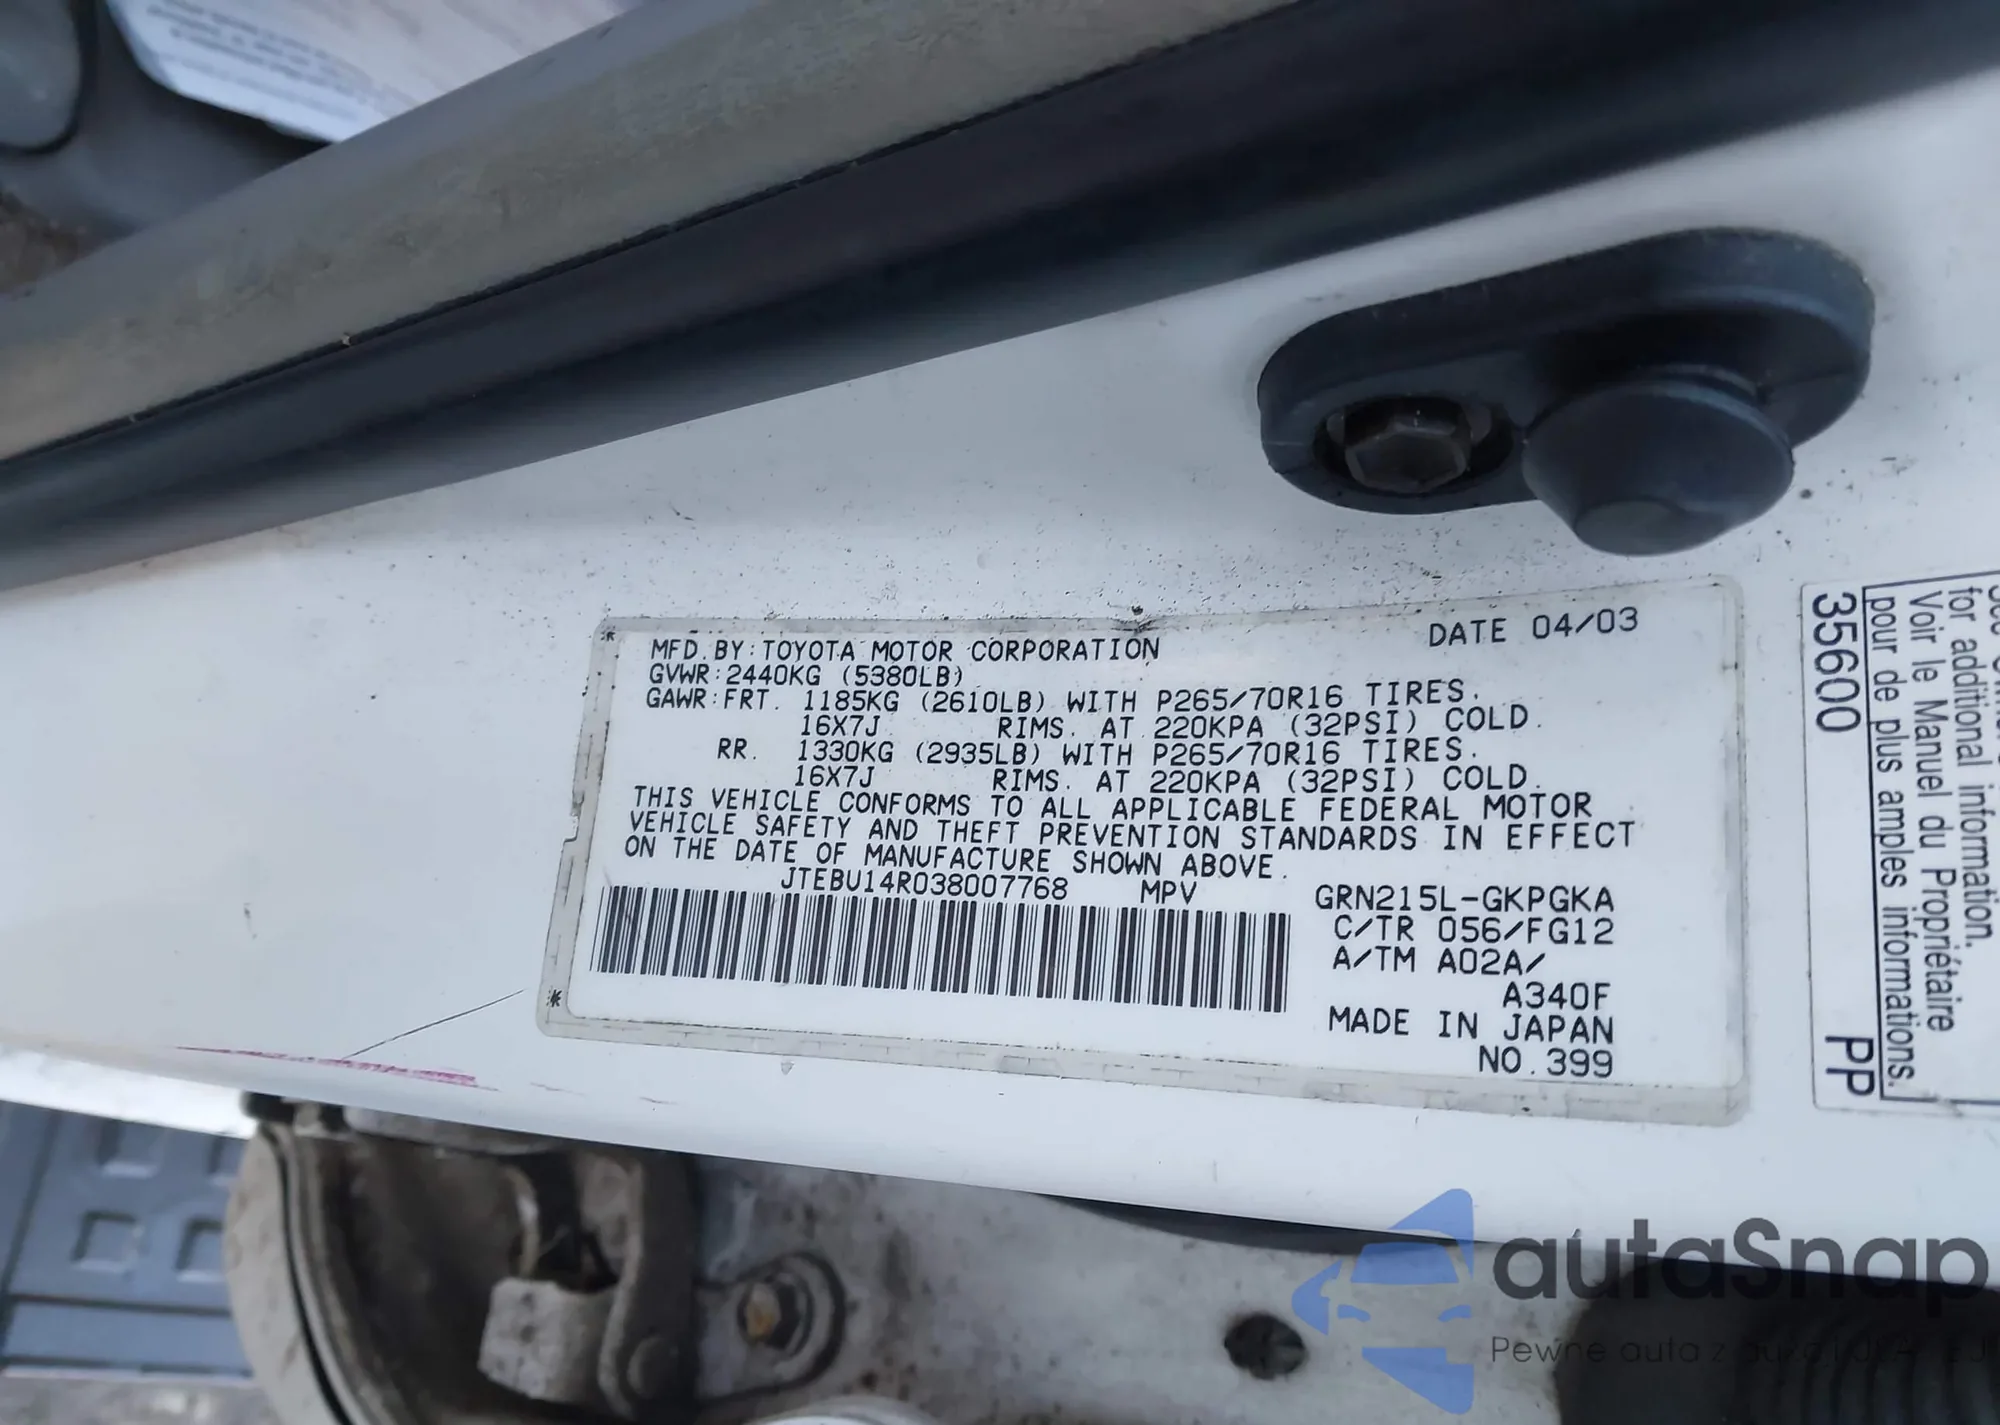 MFD. BY: TOYOTA MOTOR CORPORATION
DATE 04/03
GVWR: 2440KG (5380LB)
GAWR: FRT. 1185KG (2610LB) WITH P265/70R16 TIRES.
16X7J RIMS. AT 220KPA (32PSI) COLD.
RR. 1330KG (2935LB) WITH P265/70R16 TIRES.
16X7J RIMS. AT 220KPA (32PSI) COLD.
THIS VEHICLE CONFORMS TO ALL APPLICABLE FEDERAL MOTOR
VEHICLE SAFETY AND THEFT PREVENTION STANDARDS IN EFFECT
ON THE DATE OF MANUFACTURE SHOWN ABOVE.
JTEBU14R038007768 MPV
GRN215L-GKPGKA
C/TR 056/FG12
A/TM A02A/
A340F
MADE IN JAPAN
NO. 399
for additional information.
Voir le Manuel du Propriétaire
pour de plus amples informations.
35600 PP
autaSnap
Pewne auta z